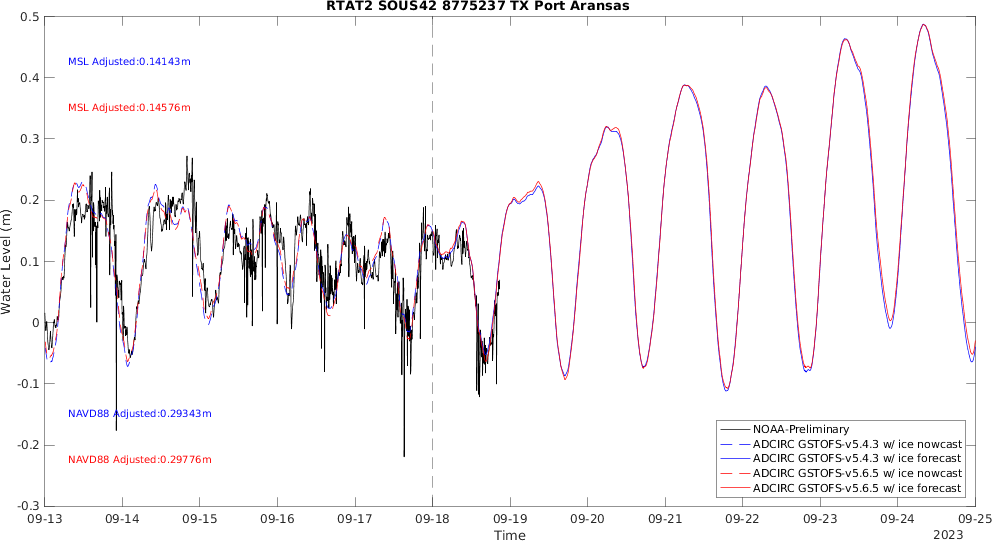 RTAT2 SOUS42 8775237 TX Port Aransas
0.5
0.4
0.3
0.2
0.1
0
-0.1
-0.2
-0.3
Water Level (m)
MSL Adjusted:0.14143m
MSL Adjusted:0.14576m
NAVD88 Adjusted:0.29343m
NAVD88 Adjusted:0.29776m
NOAA-Preliminary
ADCIRC GSTOFS-v5.4.3 w/ ice nowcast
ADCIRC GSTOFS-v5.4.3 w/ ice forecast
ADCIRC GSTOFS-v5.6.5 w/ ice nowcast
ADCIRC GSTOFS-v5.6.5 w/ ice forecast
09-13 09-14 09-15 09-16 09-17 09-18 09-19 09-20 09-21 09-22 09-23 09-24 09-25
Time
2023